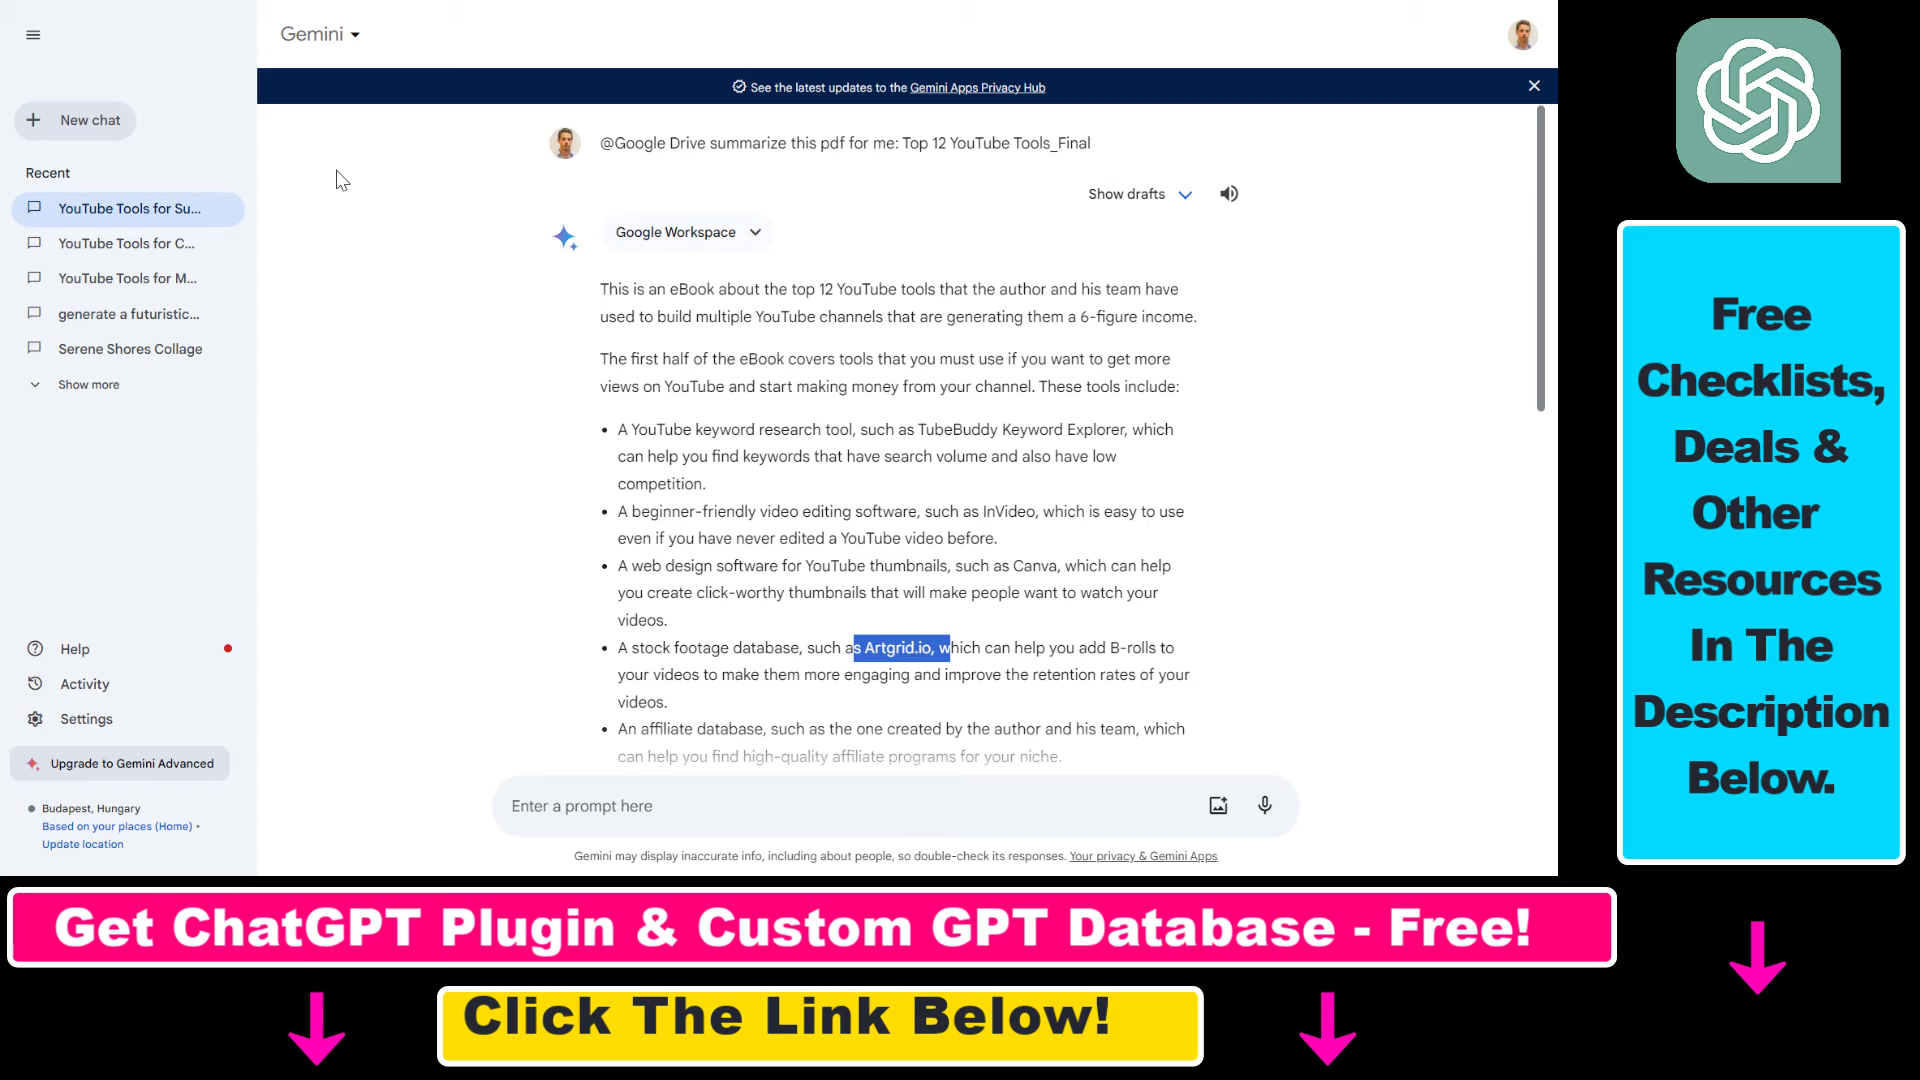 Gemini
New chat
Recent
YouTube Tools for Su...
YouTube Tools for C...
YouTube Tools for M...
generate a futuristic...
Serene Shores Collage
Show more
Help
Activity
Settings
Upgrade to Gemini Advanced
Budapest, Hungary
Based on your places (Home) •
Update location
See the latest updates to the Gemini Apps Privacy Hub
@Google Drive summarize this pdf for me: Top 12 YouTube Tools_Final
Show drafts
Google Workspace
This is an eBook about the top 12 YouTube tools that the author and his team have
used to build multiple YouTube channels that are generating them a 6-figure income.
The first half of the eBook covers tools that you must use if you want to get more
views on YouTube and start making money from your channel. These tools include:
• A YouTube keyword research tool, such as TubeBuddy Keyword Explorer, which
can help you find keywords that have search volume and also have low
competition.
• A beginner-friendly video editing software, such as InVideo, which is easy to use
even if you have never edited a YouTube video before.
• A web design software for YouTube thumbnails, such as Canva, which can help
you create click-worthy thumbnails that will make people want to watch your
videos.
• A stock footage database, such as Artgrid.io, which can help you add B-rolls to
your videos to make them more engaging and improve the retention rates of your
videos.
• An affiliate database, such as the one created by the author and his team, which
can help you find high-quality affiliate programs for your niche.
Enter a prompt here
Gemini may display inaccurate info, including about people, so double-check its responses. Your privacy & Gemini Apps
Free
Checklists,
Deals &
Other
Resources
In The
Description
Below.
Get ChatGPT Plugin & Custom GPT Database - Free!
Click The Link Below!